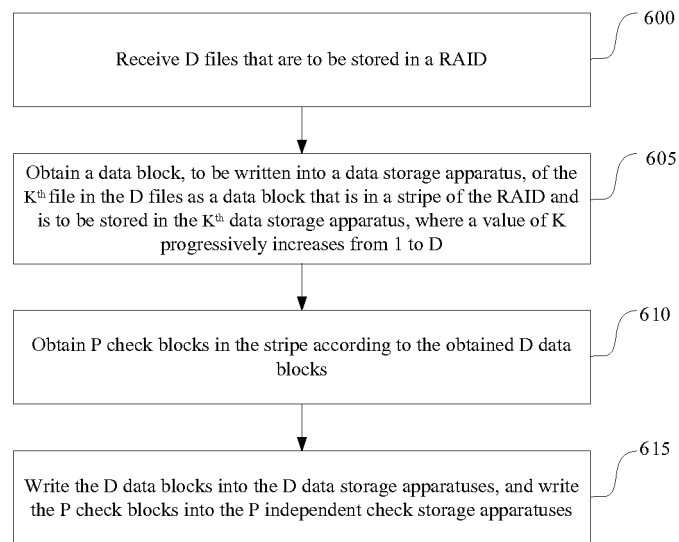 600
Receive D files that are to be stored in a RAID
605
Obtain a data block, to be written into a data storage apparatus, of the
Kth file in the D files as a data block that is in a stripe of the RAID and
is to be stored in the Kth data storage apparatus, where a value of K
progressively increases from 1 to D
610
Obtain P check blocks in the stripe according to the obtained D data
blocks
615
Write the D data blocks into the D data storage apparatuses, and write
the P check blocks into the P independent check storage apparatuses